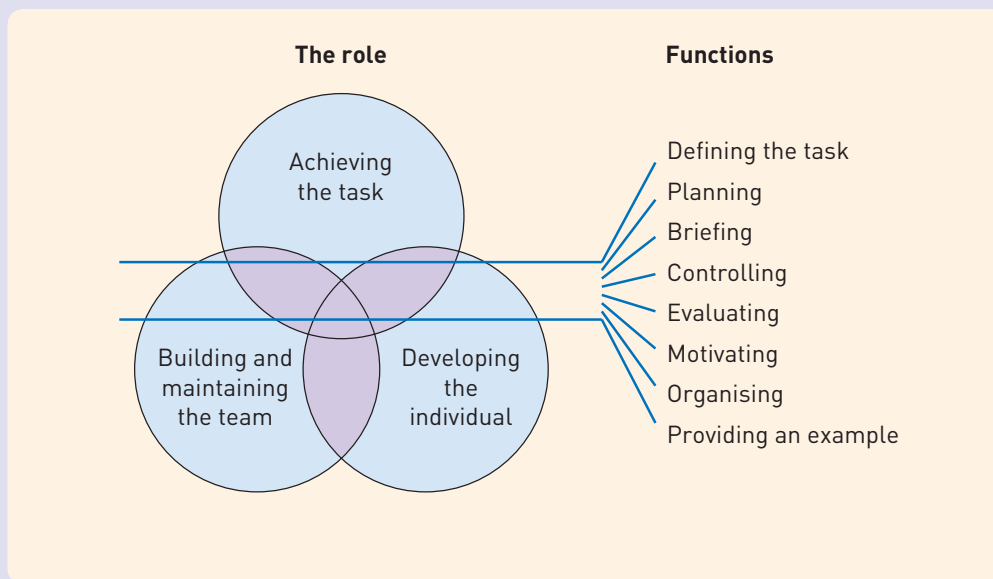 The role
Achieving
the task
Building and
maintaining
the team
Developing
the
individual
Functions
Defining the task
Planning
Briefing
Controlling
Evaluating
Motivating
Organising
Providing an example